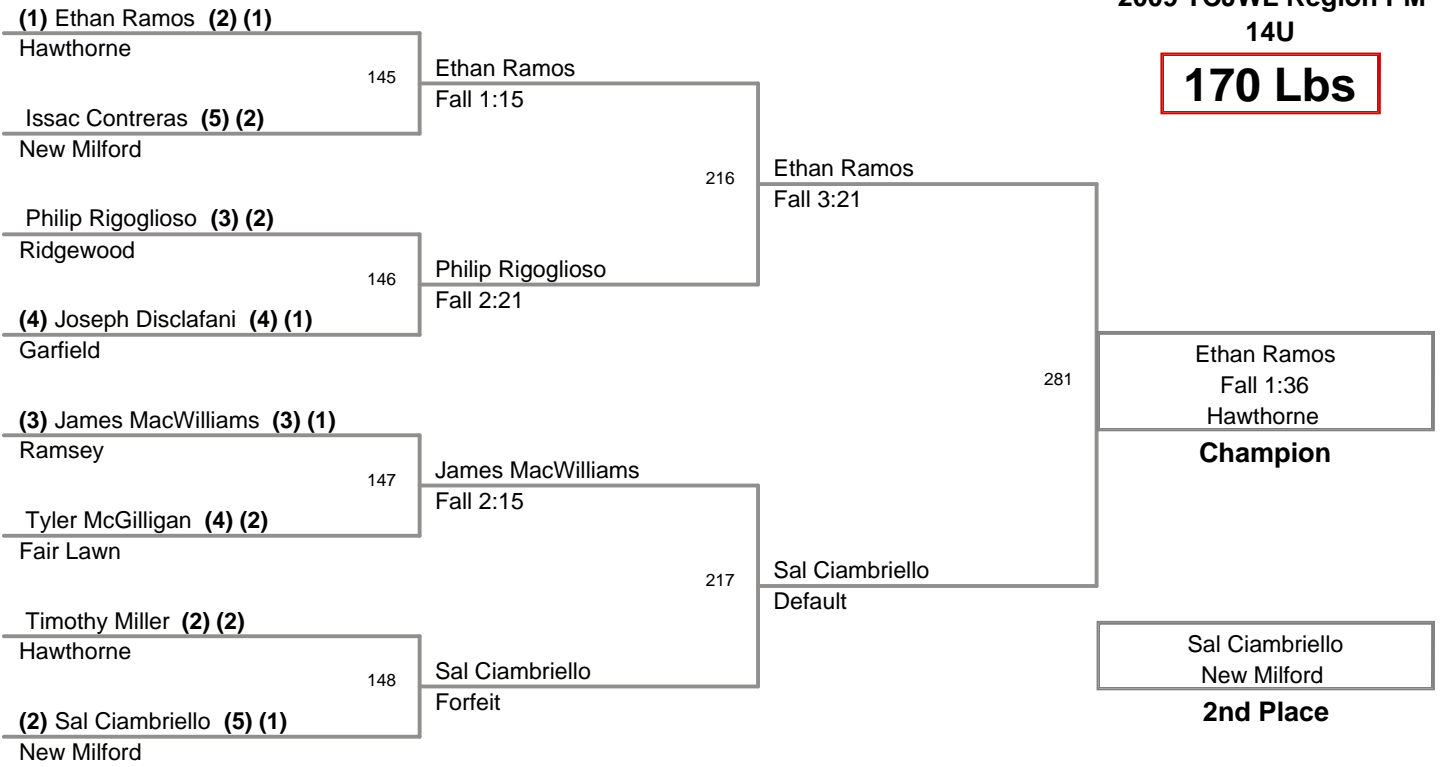 2009 TCJWL Region PM
14U
170 Lbs
(1) Ethan Ramos (2) (1)
Hawthorne
145
Issac Contreras (5) (2)
New Milford
Philip Rigoglioso (3) (2)
Ridgewood
146
(4) Joseph Disclafani (4) (1)
Garfield
(3) James MacWilliams (3) (1)
Ramsey
147
Tyler McGilligan (4) (2)
Fair Lawn
Timothy Miller (2) (2)
Hawthorne
148
(2) Sal Ciambriello (5) (1)
New Milford
Ethan Ramos
Fall 1:15
216
Philip Rigoglioso
Fall 2:21
James MacWilliams
Fall 2:15
217
Sal Ciambriello
Forfeit
Ethan Ramos
Fall 3:21
281
Sal Ciambriello
Default
Ethan Ramos
Fall 1:36
Hawthorne
Champion
Sal Ciambriello
New Milford
2nd Place